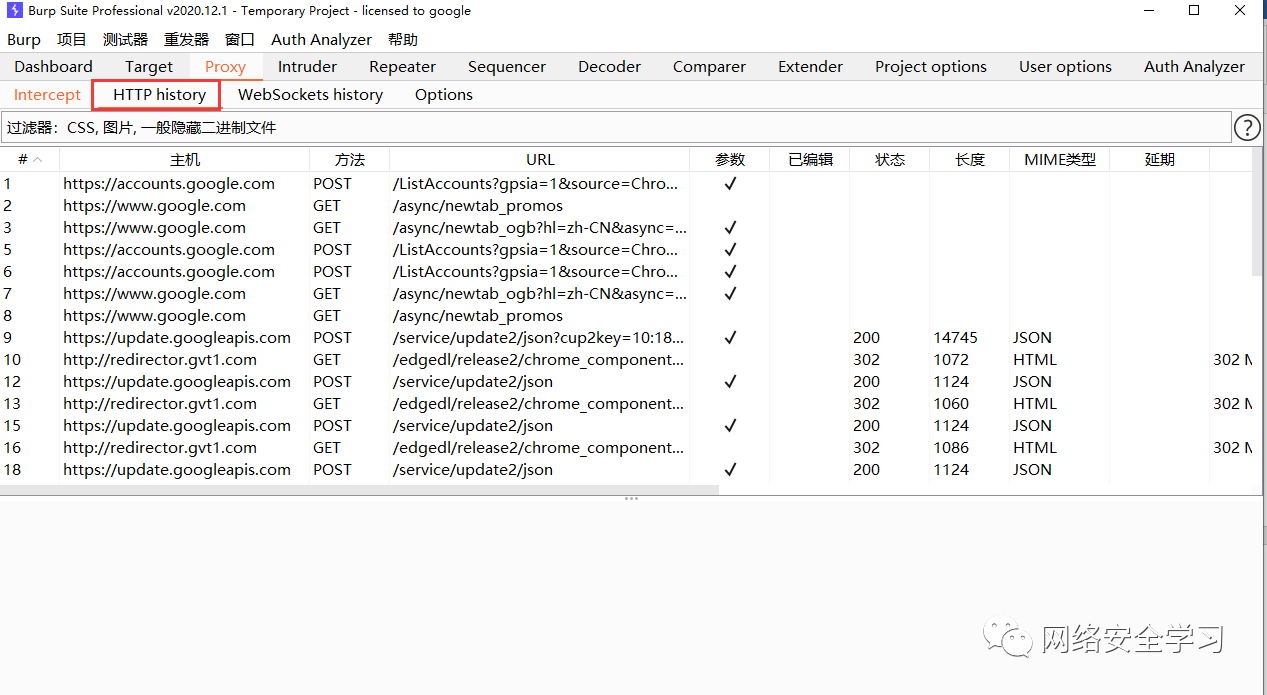 Burp Suite Professional v2020.12.1 - Temporary Project - licensed to google
Burp 项目 测试器 重发器 窗口 Auth Analyzer 帮助
Dashboard Target Proxy Intruder Repeater Sequencer Decoder Comparer Extender Project options User options Auth Analyzer
Intercept HTTP history WebSockets history Options
过滤器: CSS, 图片, 一般隐藏二进制文件 ?
# 主机 方法 URL 参数 已编辑 状态 长度 MIME类型 延期
1 https://accounts.google.com POST /ListAccounts?gpsia=1&source=Chro... ✓
2 https://www.google.com GET /async/newtab_promos
3 https://www.google.com GET /async/newtab_ogb?hl=zh-CN&async=... ✓
5 https://accounts.google.com POST /ListAccounts?gpsia=1&source=Chro... ✓
6 https://accounts.google.com POST /ListAccounts?gpsia=1&source=Chro... ✓
7 https://www.google.com GET /async/newtab_ogb?hl=zh-CN&async=... ✓
8 https://www.google.com GET /async/newtab_promos
9 https://update.googleapis.com POST /service/update2/json?cup2key=10:18... ✓ 200 14745 JSON
10 http://redirector.gvt1.com GET /edgedl/release2/chrome_component... 302 1072 HTML 302 M
12 https://update.googleapis.com POST /service/update2/json ✓ 200 1124 JSON
13 http://redirector.gvt1.com GET /edgedl/release2/chrome_component... 302 1060 HTML 302 M
15 https://update.googleapis.com POST /service/update2/json ✓ 200 1124 JSON
16 http://redirector.gvt1.com GET /edgedl/release2/chrome_component... 302 1086 HTML 302 M
18 https://update.googleapis.com POST /service/update2/json ✓ 200 1124 JSON
网络安全学习